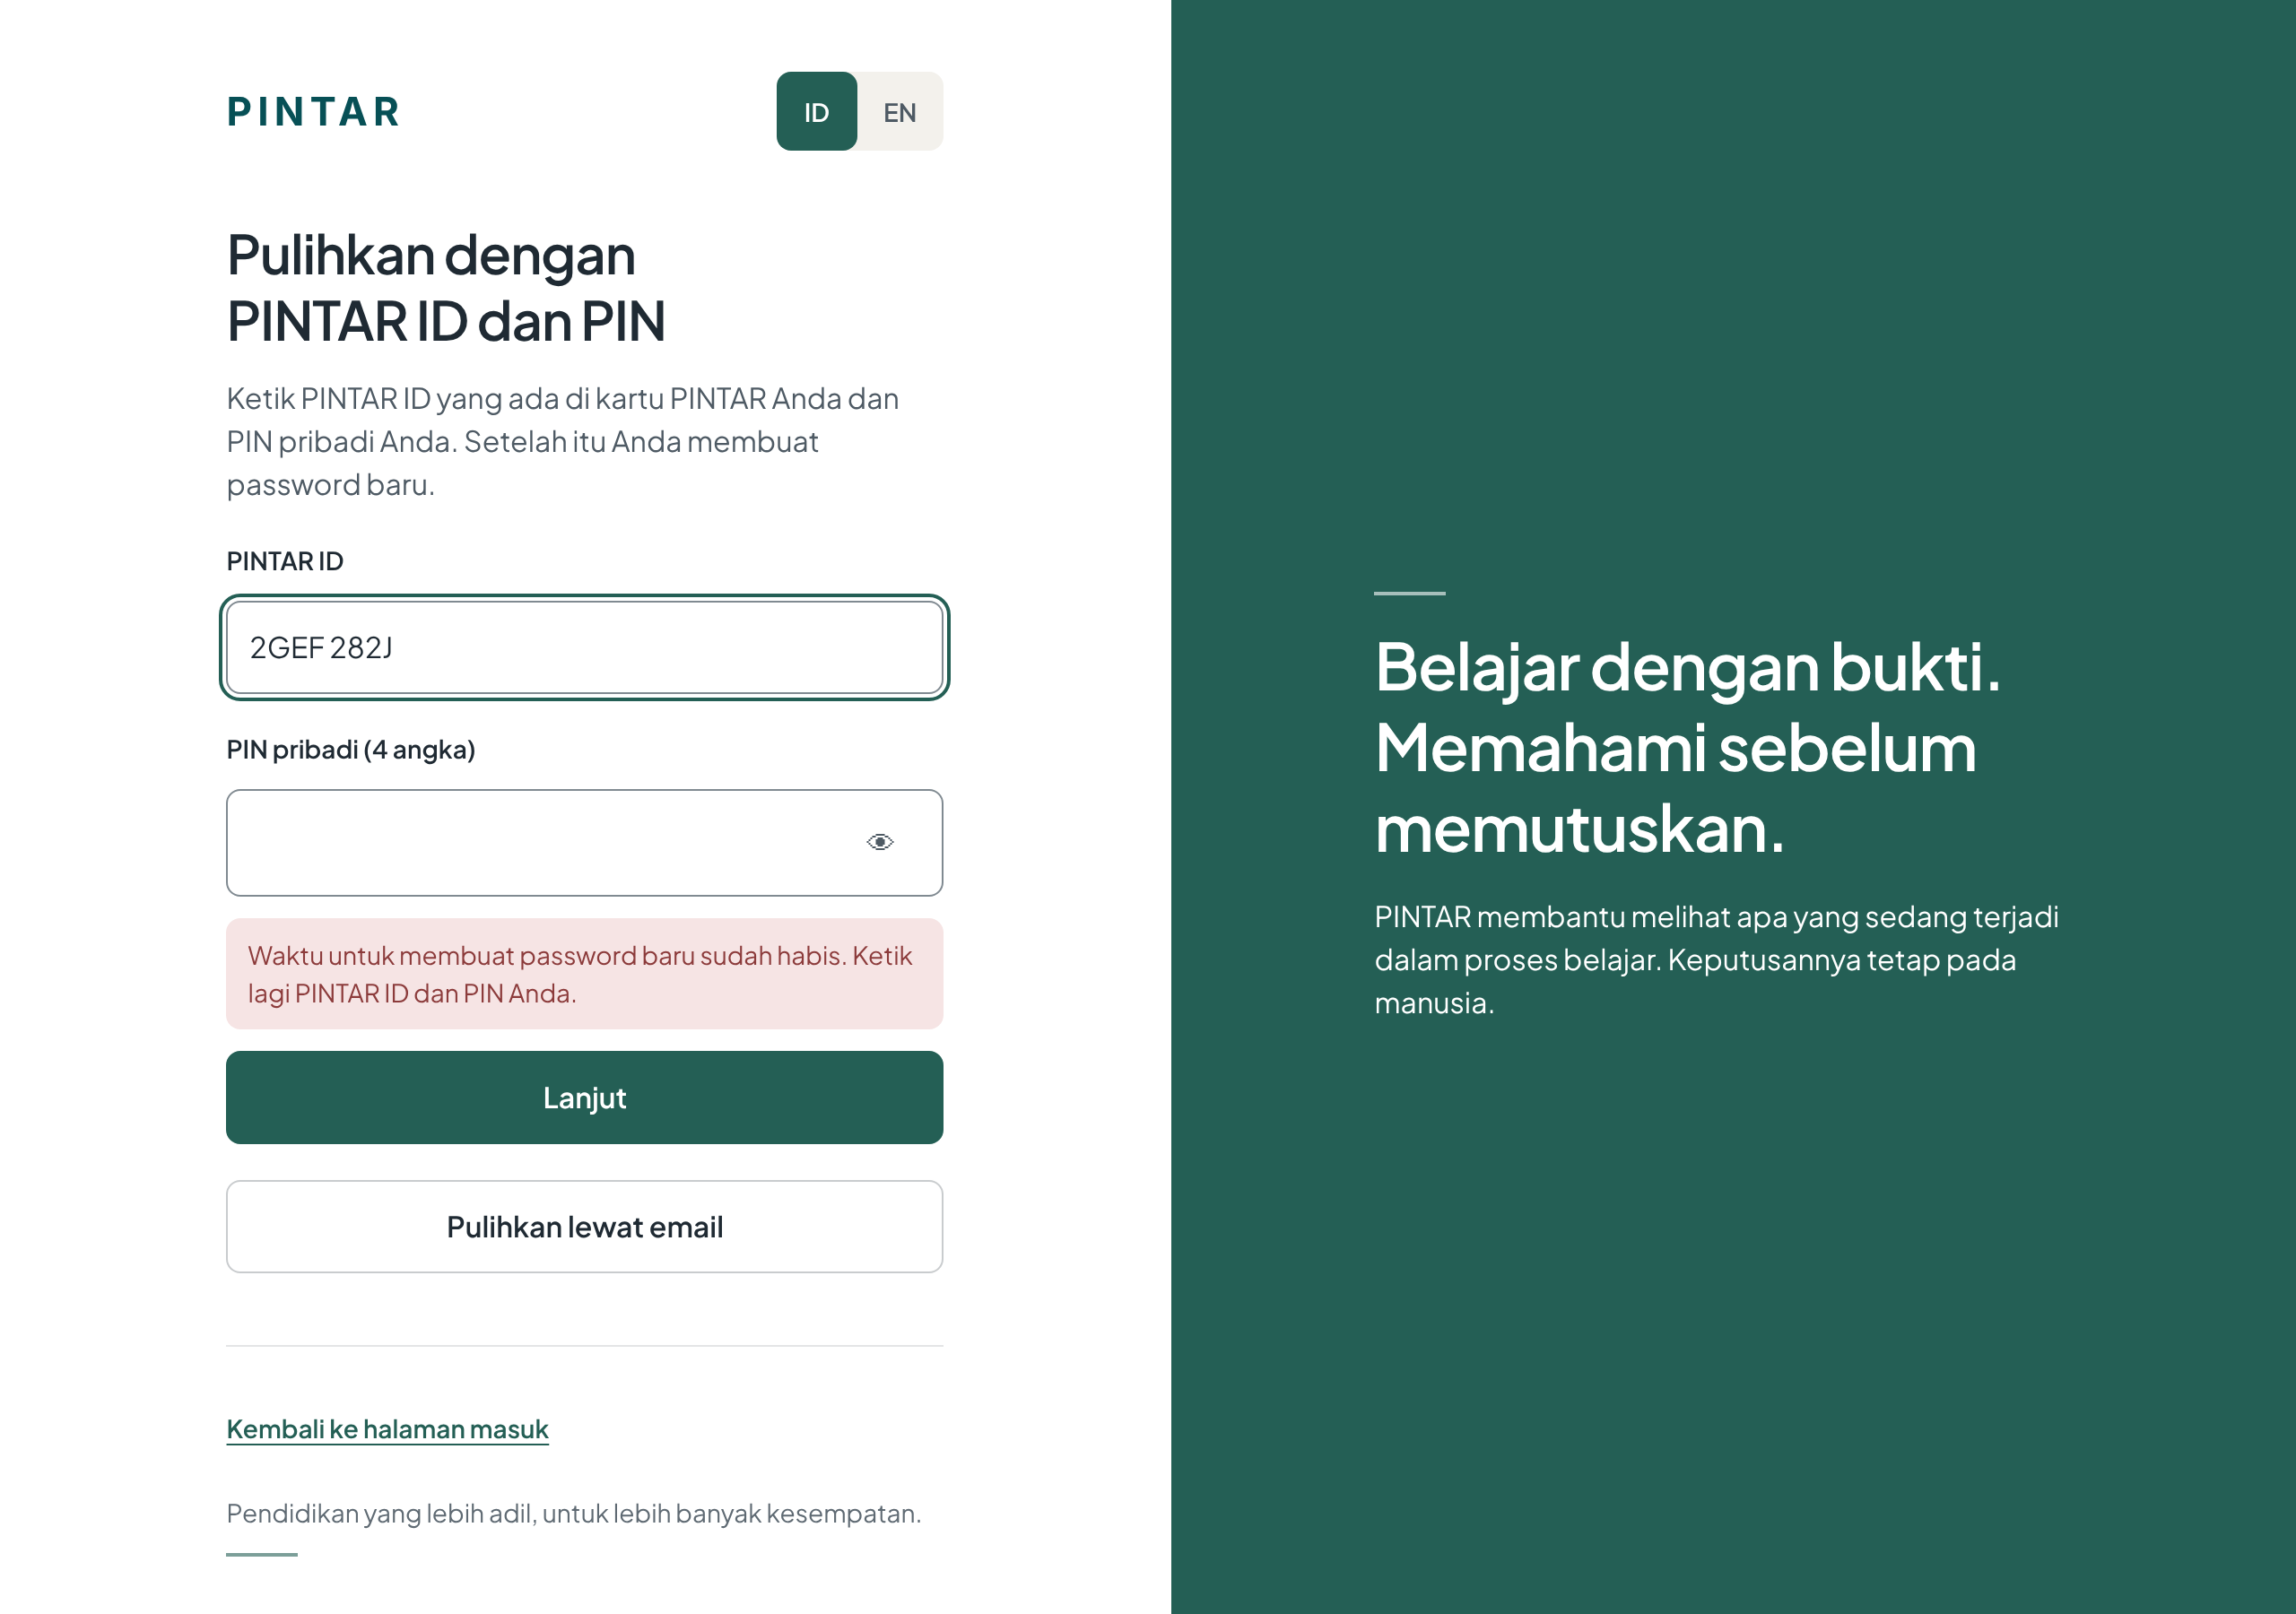 PINTAR
ID EN
Pulihkan dengan
PINTAR ID dan PIN
Ketik PINTAR ID yang ada di kartu PINTAR Anda dan
PIN pribadi Anda. Setelah itu Anda membuat
password baru.
PINTAR ID
2GEF 282J
PIN pribadi (4 angka)
Waktu untuk membuat password baru sudah habis. Ketik
lagi PINTAR ID dan PIN Anda.
Lanjut
Pulihkan lewat email
Kembali ke halaman masuk
Pendidikan yang lebih adil, untuk lebih banyak kesempatan.
Belajar dengan bukti.
Memahami sebelum
memutuskan.
PINTAR membantu melihat apa yang sedang terjadi
dalam proses belajar. Keputusannya tetap pada
manusia.